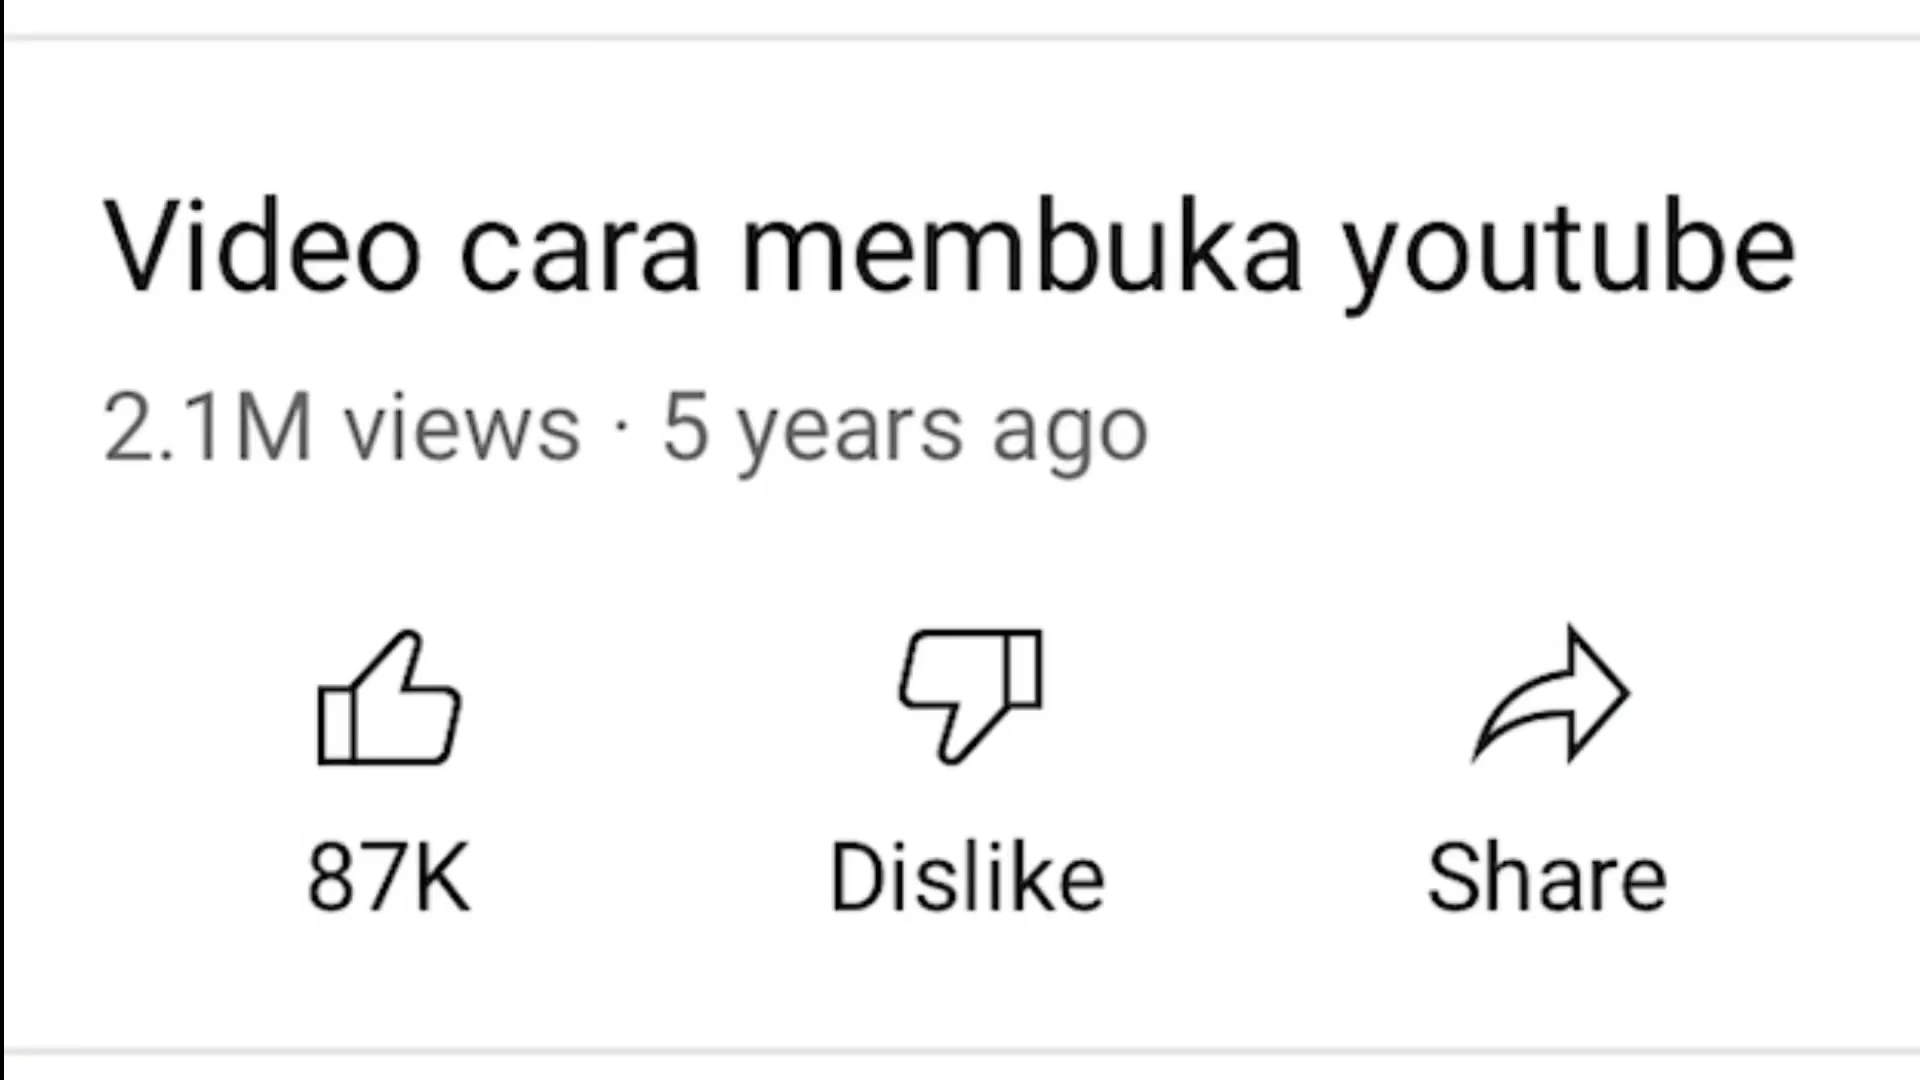 Video cara membuka youtube
2.1M views · 5 years ago
87K
Dislike
Share